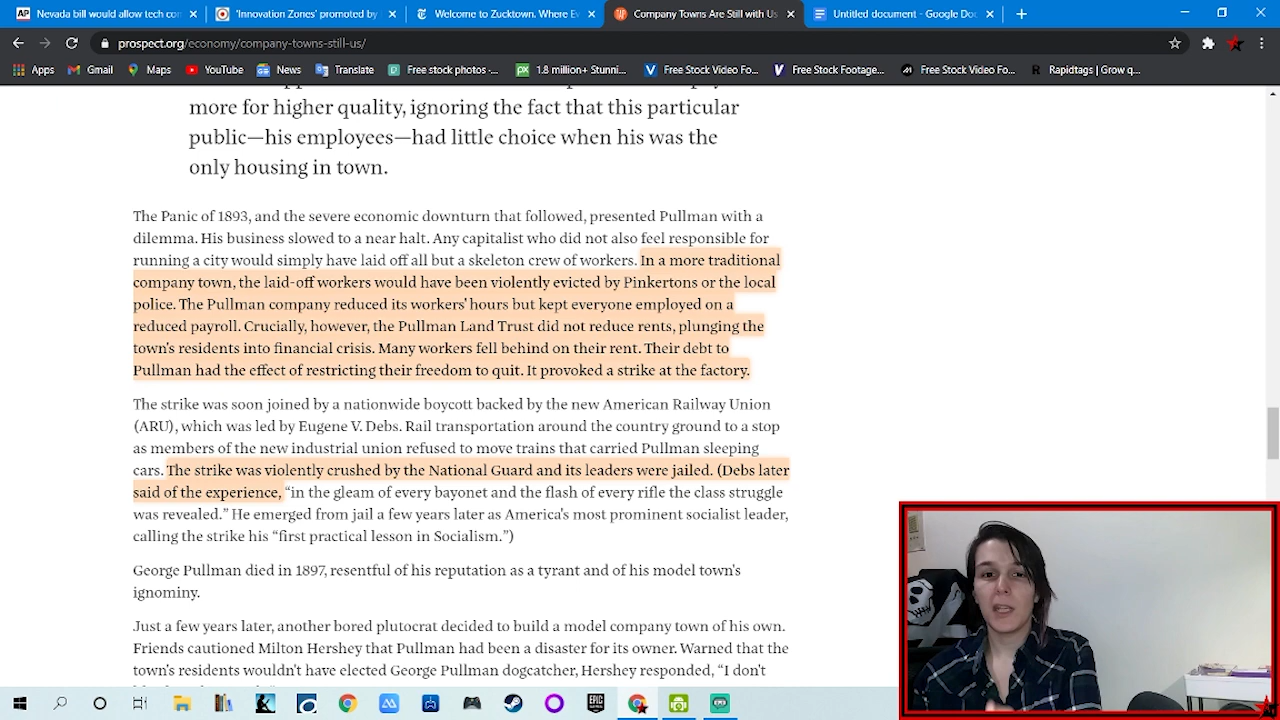 Nevada bill would allow tech con
'Innovation Zones' promoted by
Welcome to Zucktown. Where Ev
Company Towns Are Still with Us
Untitled document - Google Doc
prospect.org/economy/company-towns-still-us/
Apps
Gmail
Maps
YouTube
News
Translate
Free stock photos -...
1.8 million+ Stunni...
Free Stock Video Fo...
Free Stock Footage...
Free Stock Video Fo...
Rapidtags | Grow q...
more for higher quality, ignoring the fact that this particular
public—his employees—had little choice when his was the
only housing in town.
The Panic of 1893, and the severe economic downturn that followed, presented Pullman with a
dilemma. His business slowed to a near halt. Any capitalist who did not also feel responsible for
running a city would simply have laid off all but a skeleton crew of workers. In a more traditional
company town, the laid-off workers would have been violently evicted by Pinkertons or the local
police. The Pullman company reduced its workers' hours but kept everyone employed on a
reduced payroll. Crucially, however, the Pullman Land Trust did not reduce rents, plunging the
town's residents into financial crisis. Many workers fell behind on their rent. Their debt to
Pullman had the effect of restricting their freedom to quit. It provoked a strike at the factory.
The strike was soon joined by a nationwide boycott backed by the new American Railway Union
(ARU), which was led by Eugene V. Debs. Rail transportation around the country ground to a stop
as members of the new industrial union refused to move trains that carried Pullman sleeping
cars. The strike was violently crushed by the National Guard and its leaders were jailed. (Debs later
said of the experience, “in the gleam of every bayonet and the flash of every rifle the class struggle
was revealed.” He emerged from jail a few years later as America's most prominent socialist leader,
calling the strike his “first practical lesson in Socialism.”)
George Pullman died in 1897, resentful of his reputation as a tyrant and of his model town's
ignominy.
Just a few years later, another bored plutocrat decided to build a model company town of his own.
Friends cautioned Milton Hershey that Pullman had been a disaster for its owner. Warned that the
town's residents wouldn't have elected George Pullman dogcatcher, Hershey responded, “I don't